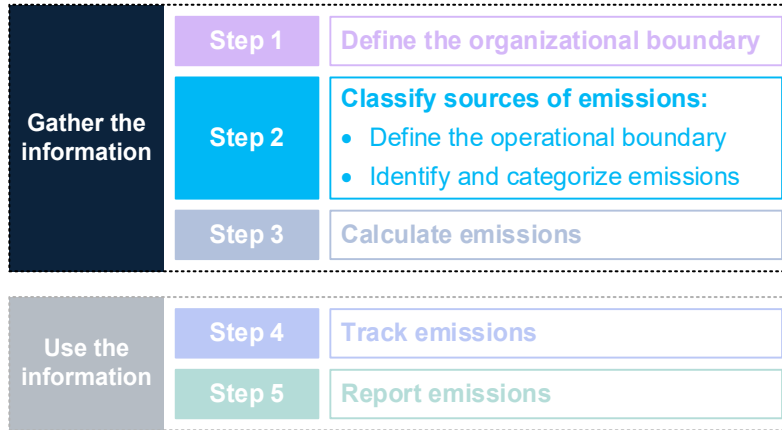 Gather the
information
Step 1
Define the organizational boundary
Step 2
Classify sources of emissions:
• Define the operational boundary
• Identify and categorize emissions
Step 3
Calculate emissions
Use the
information
Step 4
Track emissions
Step 5
Report emissions